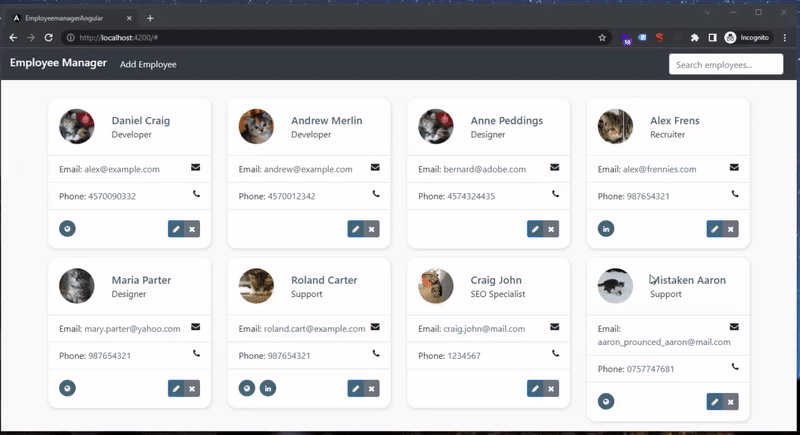 EmployeemanagerAngular
http://localhost:4200/#
58
Incognito
Employee Manager
Add Employee
Search employees...
Daniel Craig
Developer
Email: alex@example.com
Phone: 4570090332
Andrew Merlin
Developer
Email: andrew@example.com
Phone: 4570012342
Anne Peddings
Designer
Email: bernard@adobe.com
Phone: 4574324435
Alex Frens
Recruiter
Email: alex@frennies.com
Phone: 987654321
in
Maria Parter
Designer
Email: mary.parter@yahoo.com
Phone: 987654321
Roland Carter
Support
Email: roland.cart@example.com
Phone: 987654321
in
Craig John
SEO Specialist
Email: craig.john@mail.com
Phone: 1234567
Mistaken Aaron
Support
Email:
aaron_prounced_aaron@mail.com
Phone: 0757747681